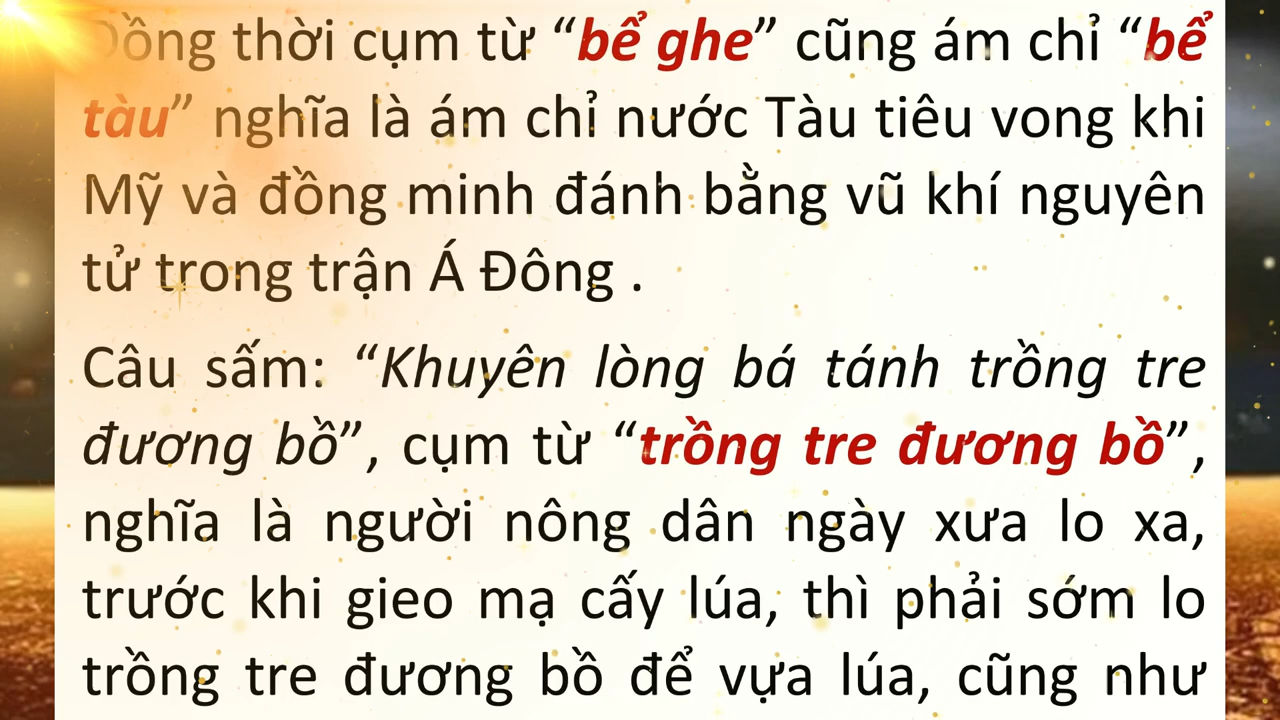 Đồng thời cụm từ “bể ghe” cũng ám chỉ “bể
tàu” nghĩa là ám chỉ nước Tàu tiêu vong khi
Mỹ và đồng minh đánh bằng vũ khí nguyên
tử trong trận Á Đông .
Câu sấm: “Khuyên lòng bá tánh trồng tre
đương bồ”, cụm từ “trồng tre đương bồ”,
nghĩa là người nông dân ngày xưa lo xa,
trước khi gieo mạ cấy lúa, thì phải sớm lo
trồng tre đương bồ để vựa lúa, cũng như